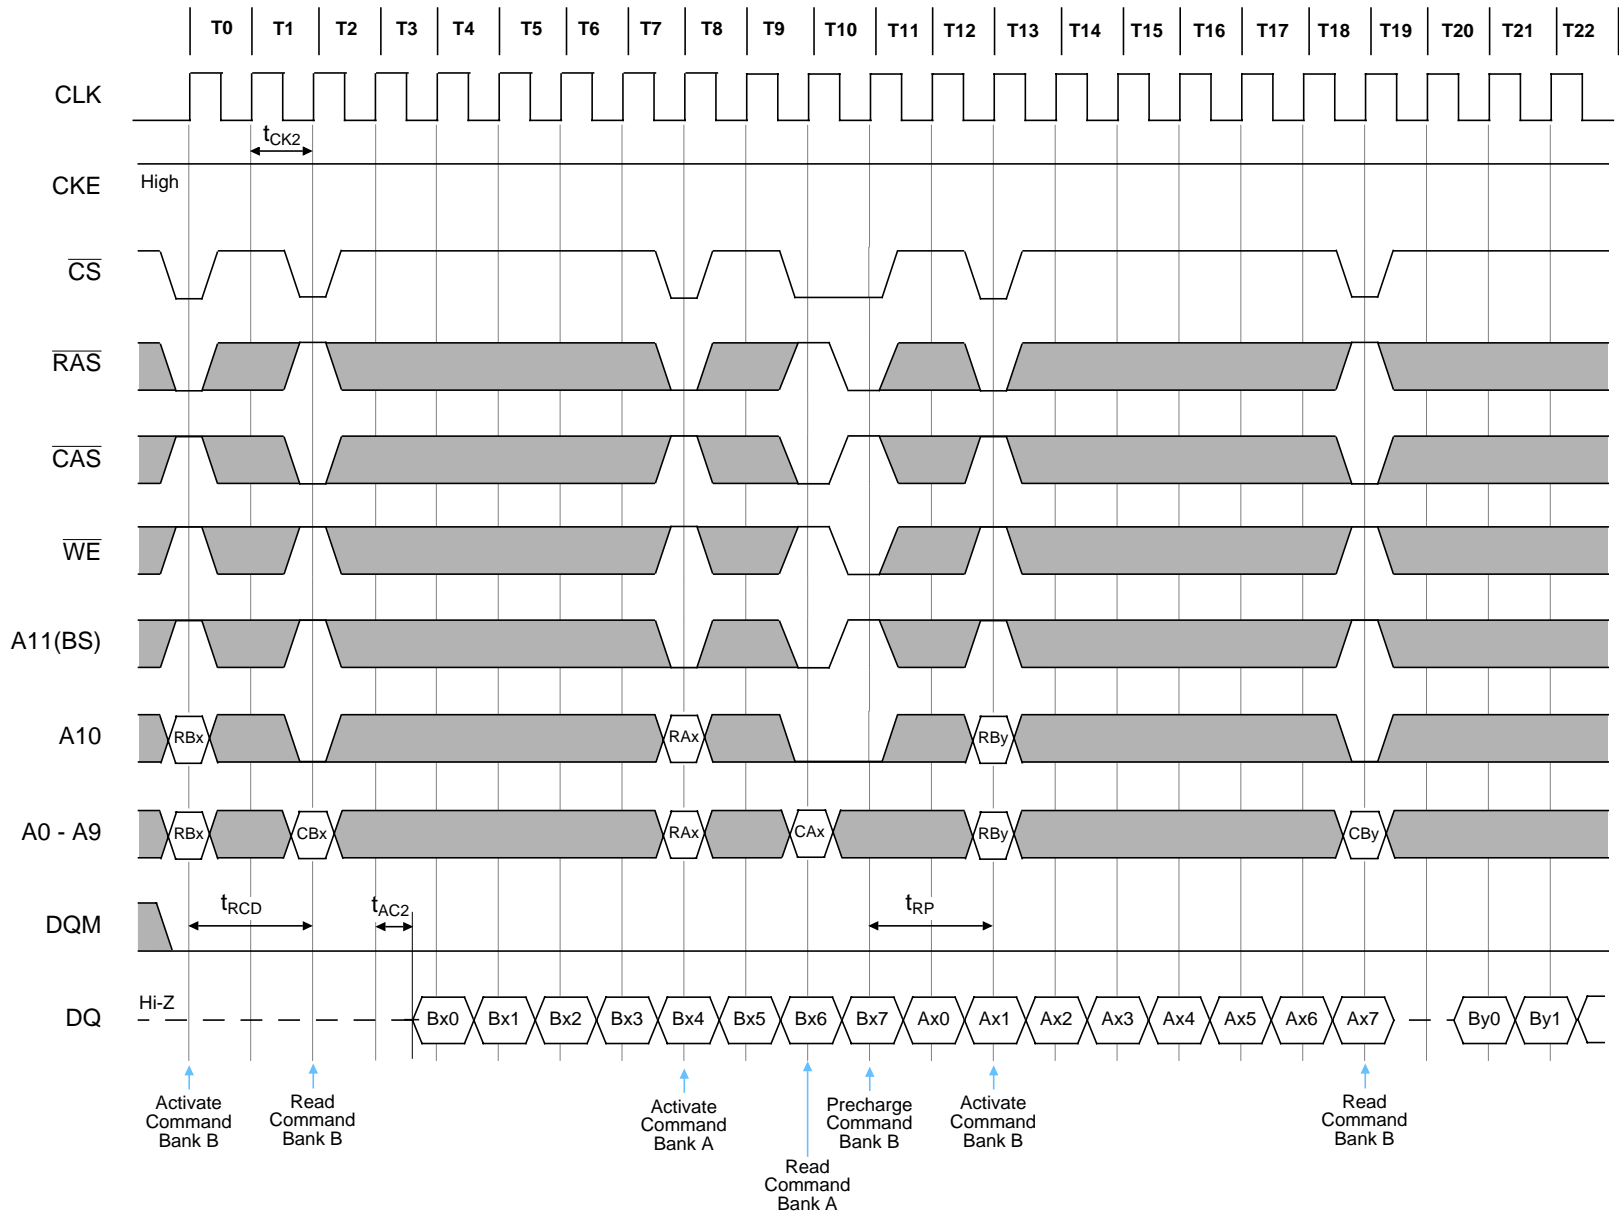 T0 T1 T2 T3 T4 T5 T6 T7 T8 T9 T10 T11 T12 T13 T14 T15 T16 T17 T18 T19 T20 T21 T22
CLK
tCK2
CKE
High
CS
RAS
CAS
WE
A11(BS)
A10
RBx RAx RBy
A0 - A9
RBx CBx RAx CAx RBy CBy
DQM
tRCD tAC2 tRP
DQ
Hi-Z
Bx0 Bx1 Bx2 Bx3 Bx4 Bx5 Bx6 Bx7 Ax0 Ax1 Ax2 Ax3 Ax4 Ax5 Ax6 Ax7 By0 By1
Activate
Command
Bank B
Read
Command
Bank B
Activate
Command
Bank A
Read
Command
Bank A
Precharge
Command
Bank B
Activate
Command
Bank B
Read
Command
Bank B